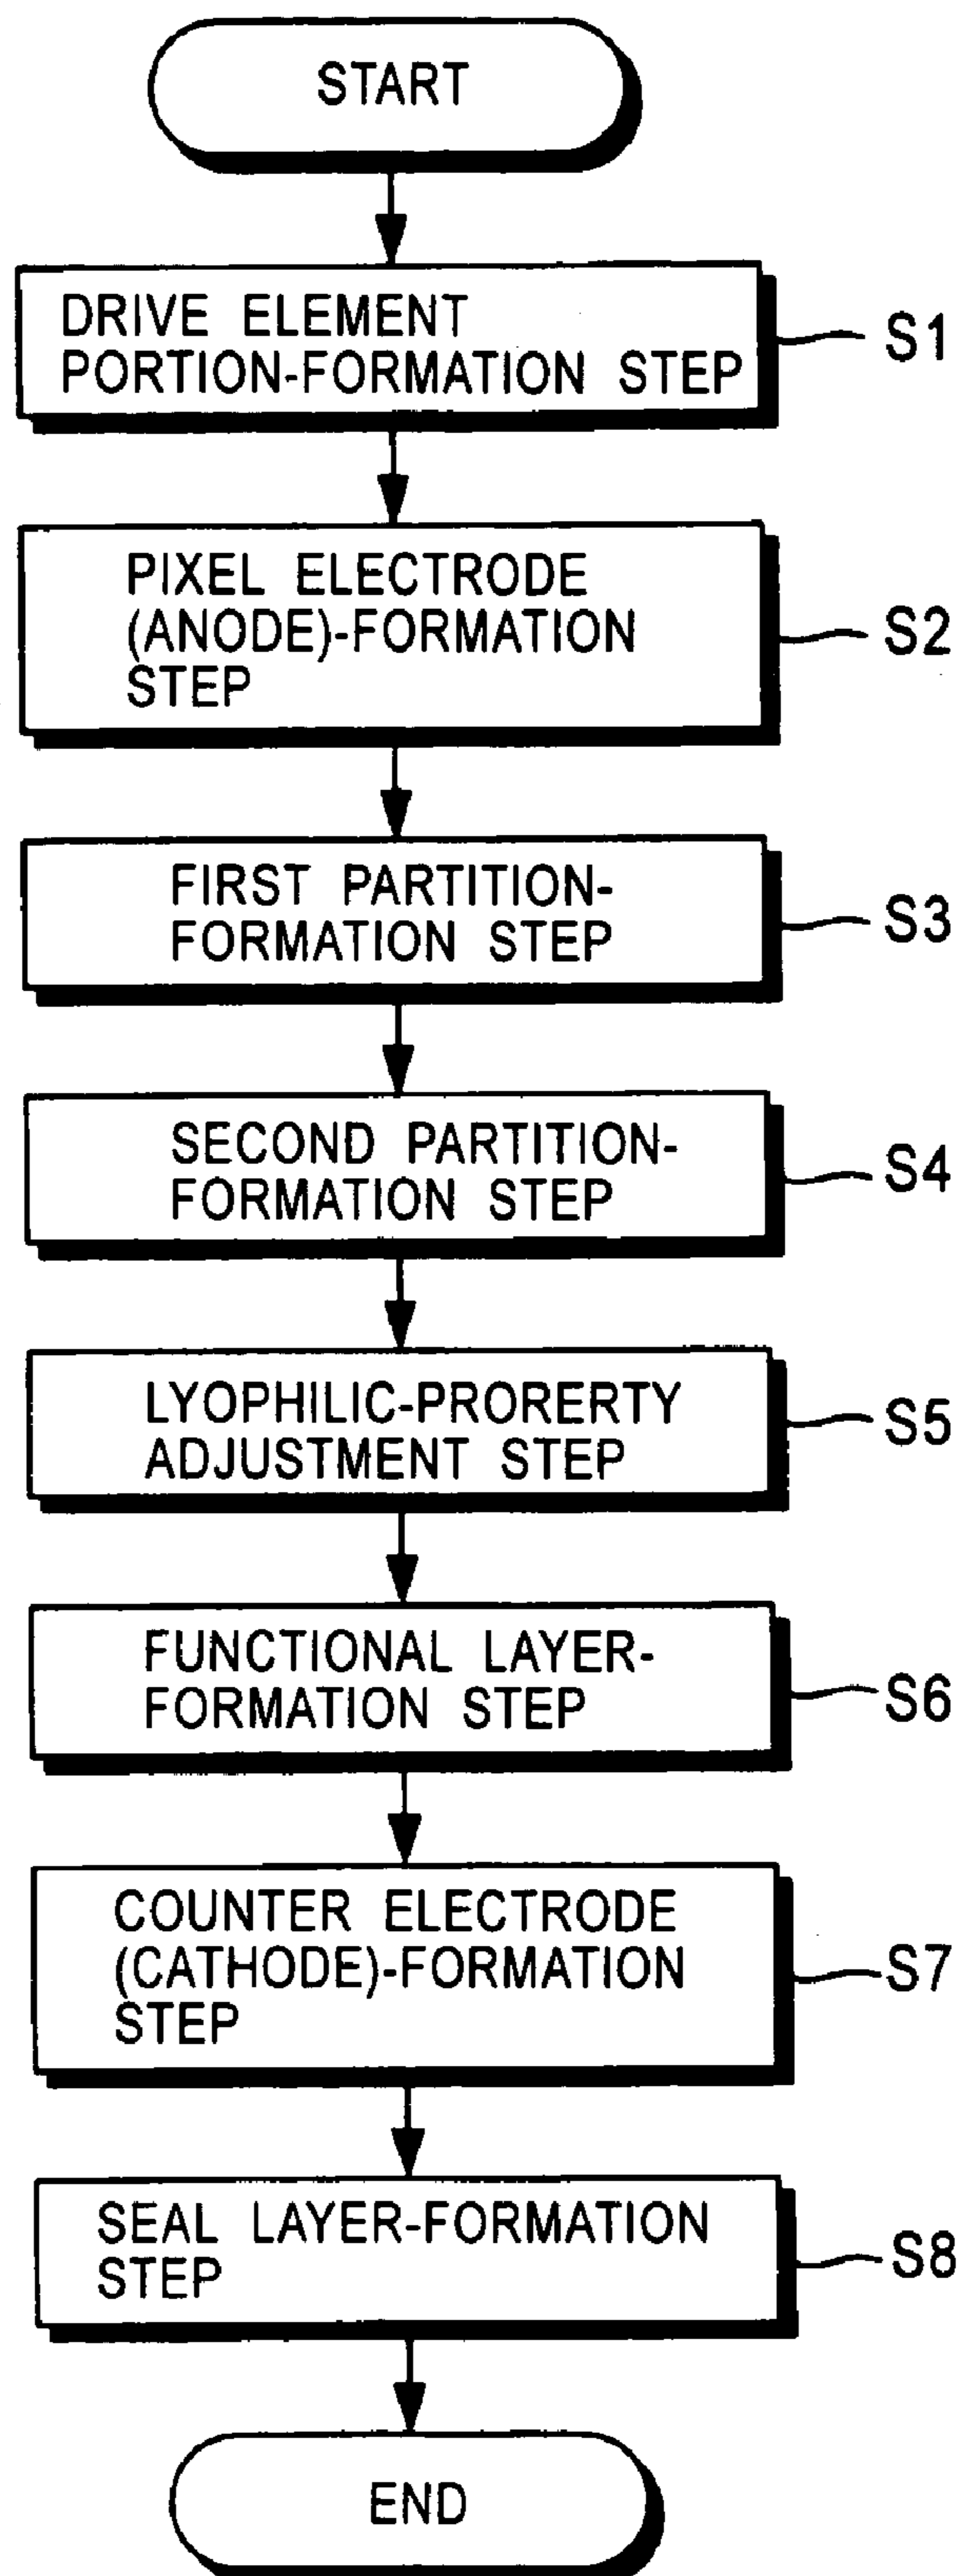 START
DRIVE ELEMENT
PORTION-FORMATION STEP
S1
PIXEL ELECTRODE
(ANODE)-FORMATION
STEP
S2
FIRST PARTITION-
FORMATION STEP
S3
SECOND PARTITION-
FORMATION STEP
S4
LYOPHILIC-PRORERTY
ADJUSTMENT STEP
S5
FUNCTIONAL LAYER-
FORMATION STEP
S6
COUNTER ELECTRODE
(CATHODE)-FORMATION
STEP
S7
SEAL LAYER-FORMATION
STEP
S8
END